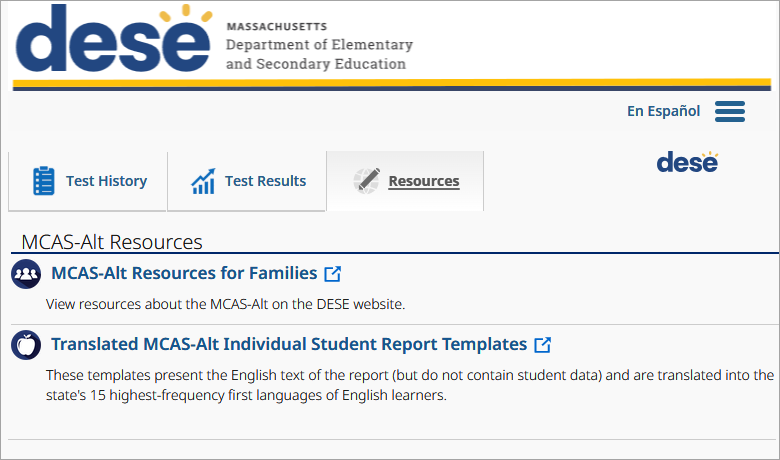 dese
MASSACHUSETTS
Department of Elementary
and Secondary Education
En Español
dese
Test History
Test Results
Resources
MCAS-Alt Resources
MCAS-Alt Resources for Families
View resources about the MCAS-Alt on the DESE website.
Translated MCAS-Alt Individual Student Report Templates
These templates present the English text of the report (but do not contain student data) and are translated into the
state's 15 highest-frequency first languages of English learners.